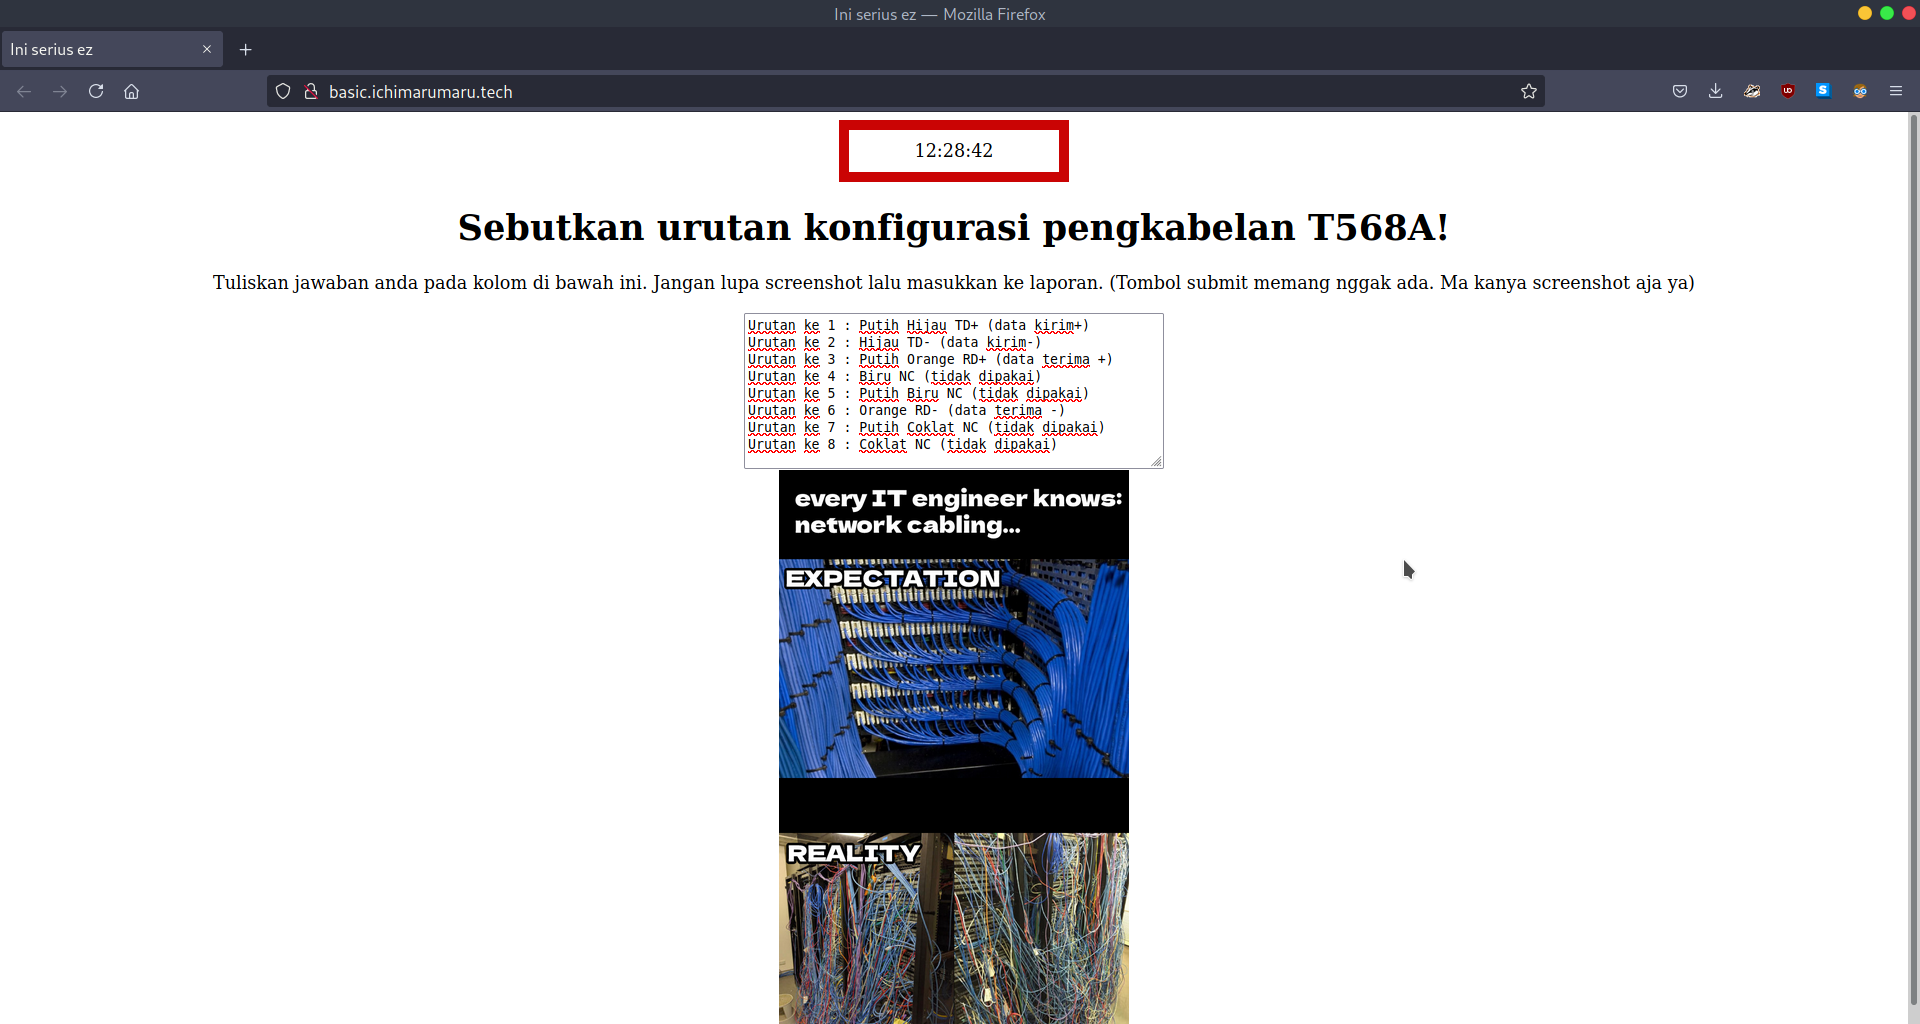 Ini serius ez — Mozilla Firefox
Ini serius ez
basic.ichimarumaru.tech
12:28:42
Sebutkan urutan konfigurasi pengkabelan T568A!
Tuliskan jawaban anda pada kolom di bawah ini. Jangan lupa screenshot lalu masukkan ke laporan. (Tombol submit memang nggak ada. Ma kanya screenshot aja ya)
Urutan ke 1 : Putih Hijau TD+ (data kirim+)
Urutan ke 2 : Hijau TD- (data kirim-)
Urutan ke 3 : Putih Orange RD+ (data terima +)
Urutan ke 4 : Biru NC (tidak dipakai)
Urutan ke 5 : Putih Biru NC (tidak dipakai)
Urutan ke 6 : Orange RD- (data terima -)
Urutan ke 7 : Putih Coklat NC (tidak dipakai)
Urutan ke 8 : Coklat NC (tidak dipakai)
every IT engineer knows:
network cabling...
EXPECTATION
REALITY